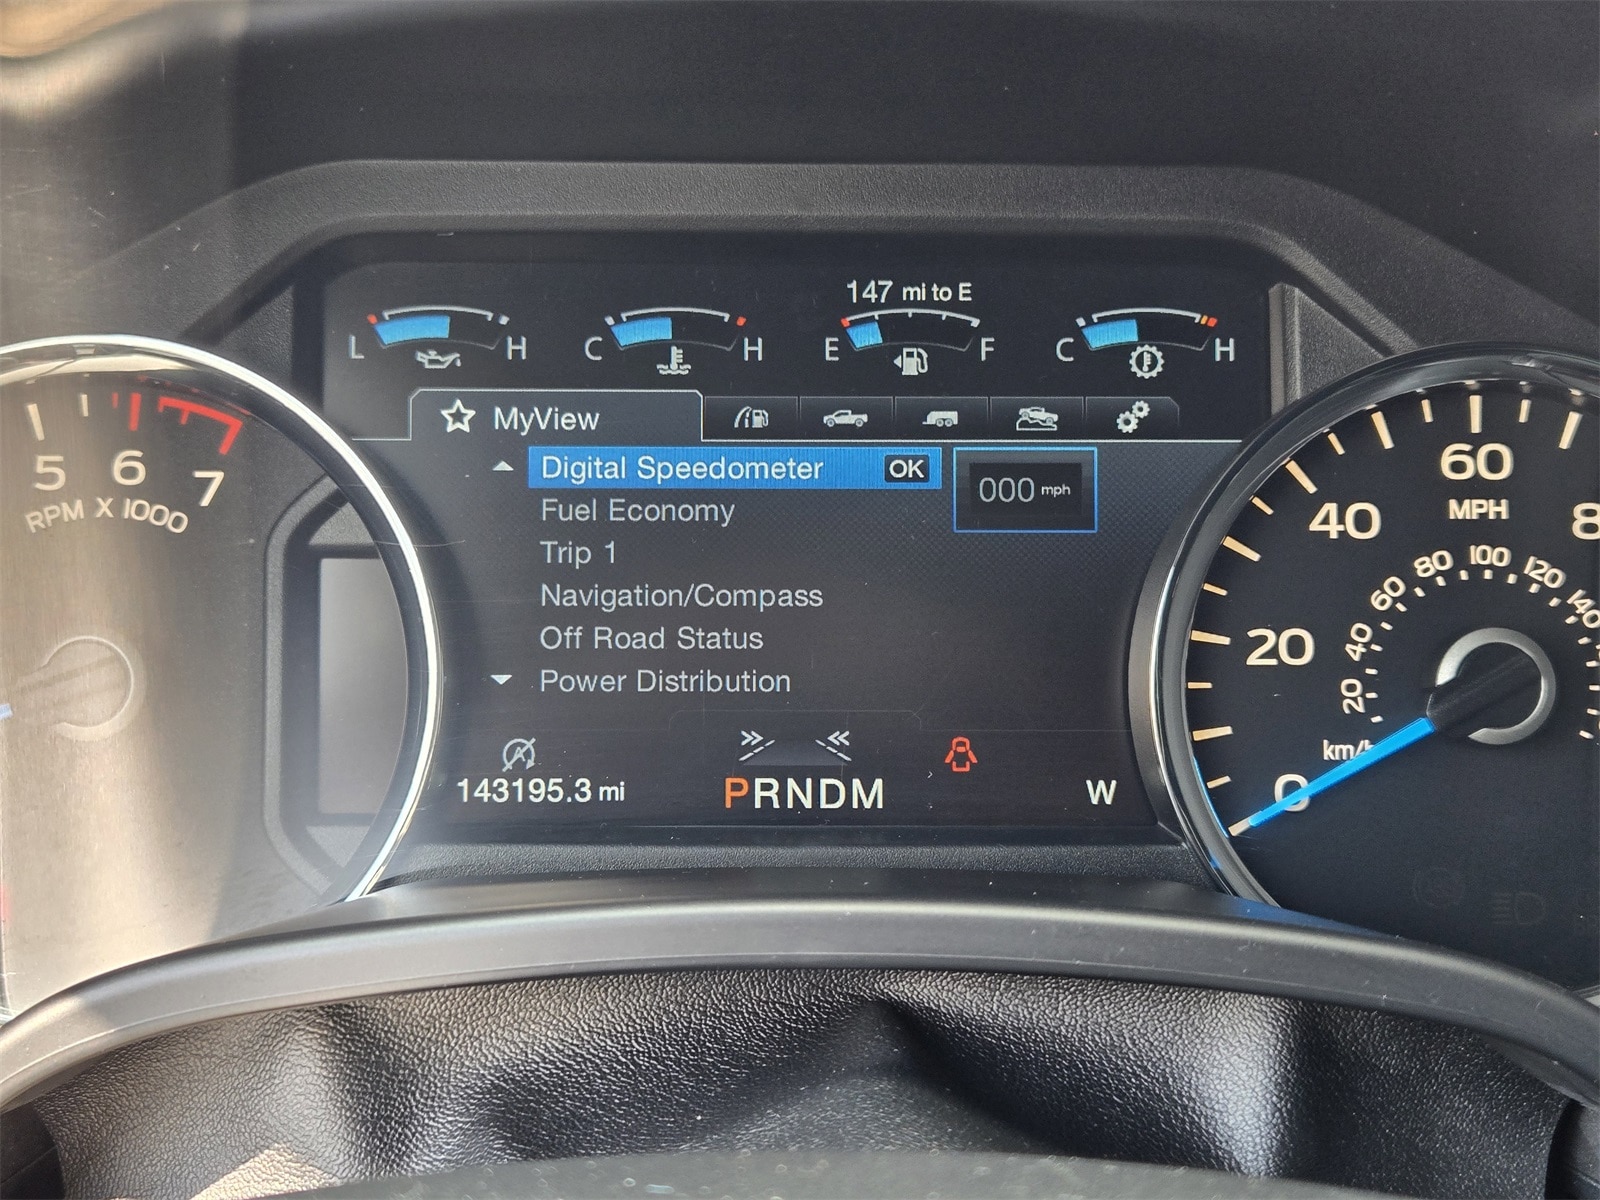 147 mi to E
L H C H E F C H
MyView
Digital Speedometer OK
000 mph
Fuel Economy
Trip 1
Navigation/Compass
Off Road Status
Power Distribution
143195.3 mi
PRNDM
W
5 6 7
RPM X 1000
0 20 40 60 8
MPH
20 40 60 80 100 120 140
km/h